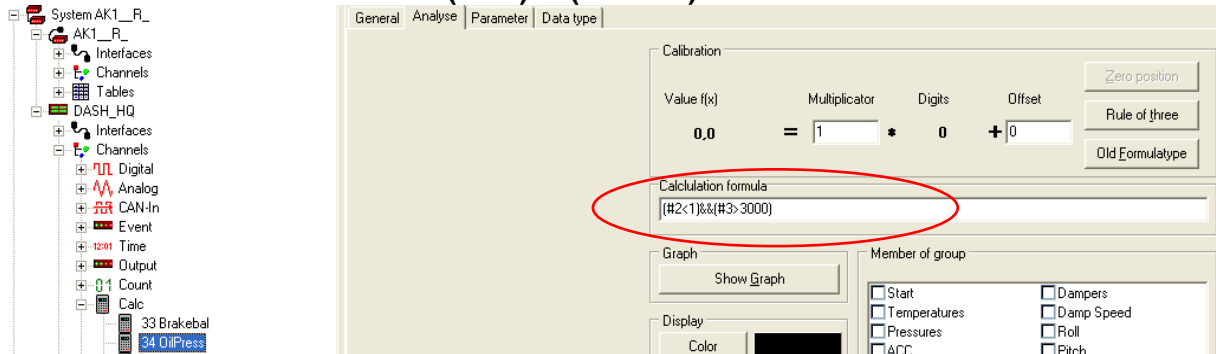 System AK1__R_
AK1__R_
Interfaces
Channels
Tables
DASH_HQ
Interfaces
Channels
Digital
Analog
CAN-In
Event
12:01 Time
Output
Count
Calc
33 Brakebal
34 OilPress
General Analyse Parameter Data type
Calibration
Zero position
Value f(x) Multiplicator Digits Offset
Rule of three
0,0 = 1 * 0 + 0
Old Formulatype
Calclulation formula
(#2<1)&&(#3>3000)
Graph
Show Graph
Member of group
Start Dampers
Temperatures Damp Speed
Pressures Roll
ACC Pitch
Display
Color